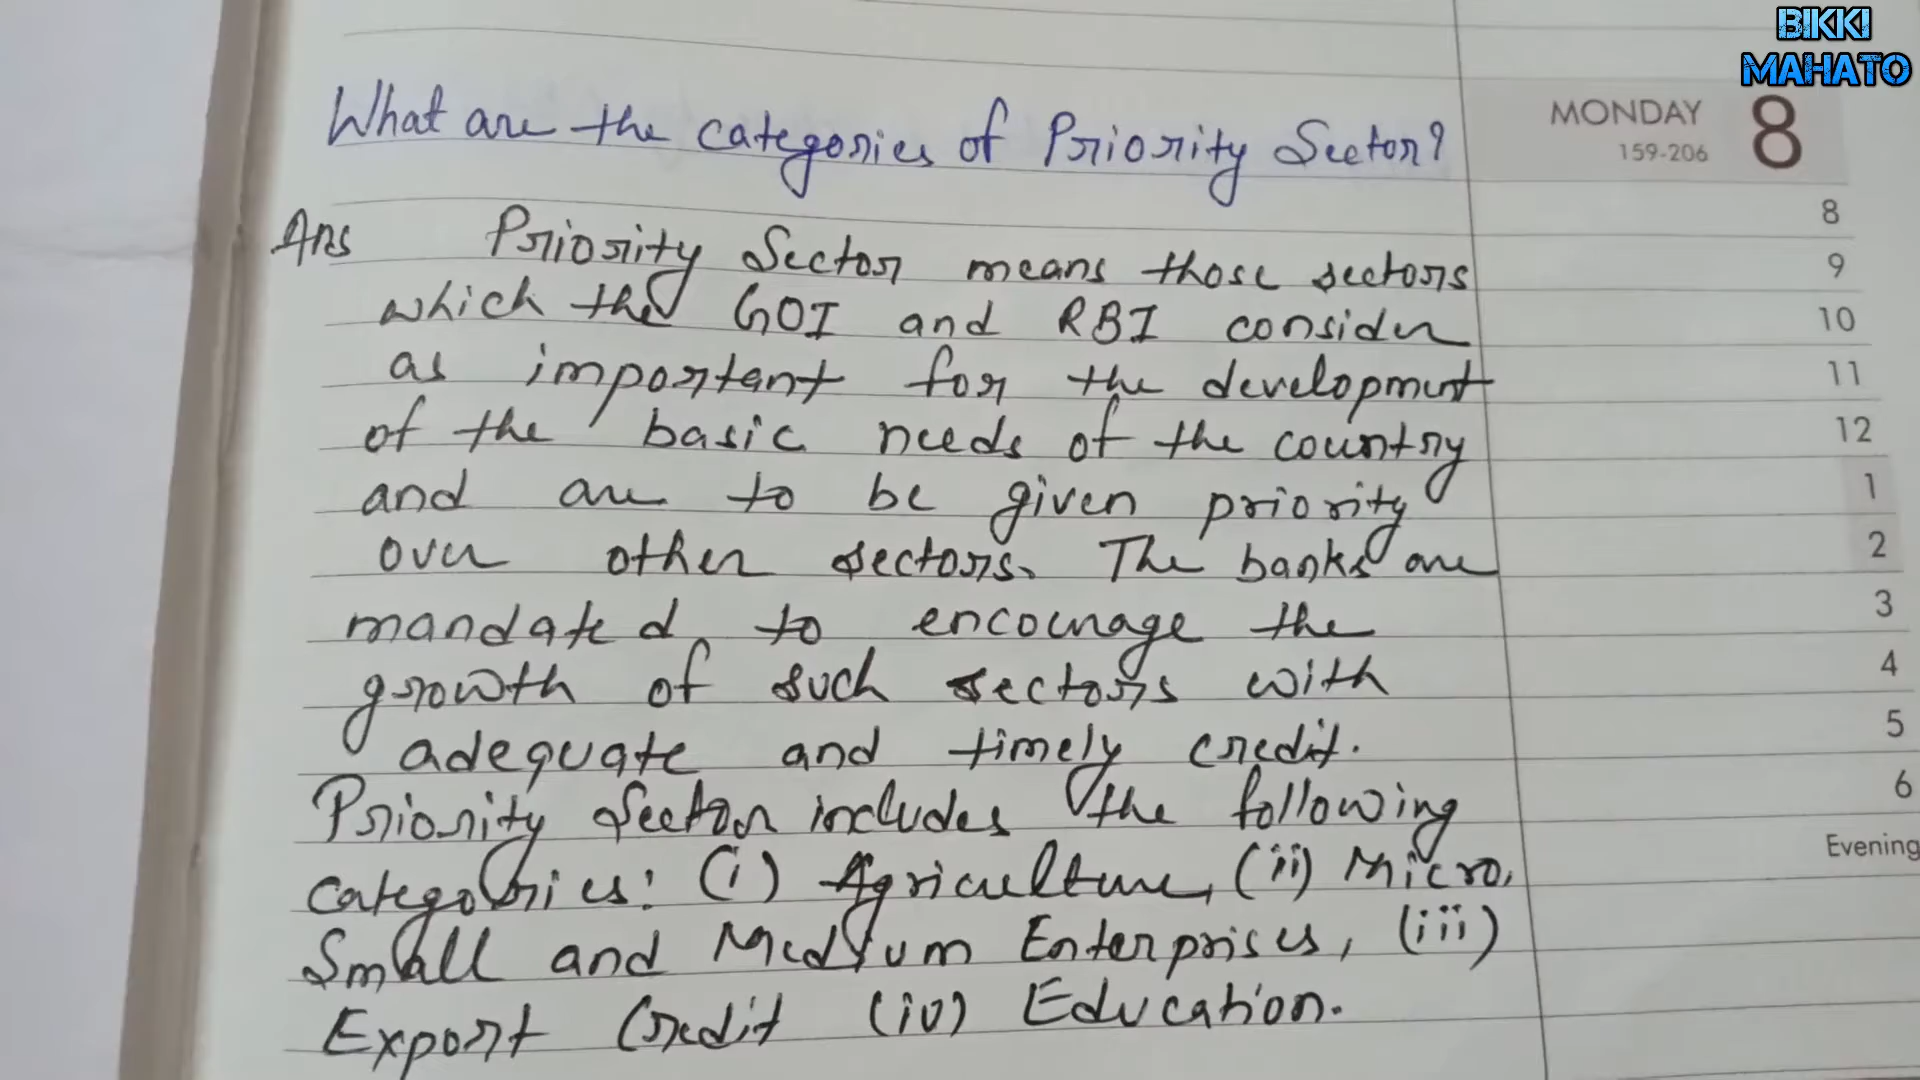 BIKKI
MAHATO
MONDAY 8
159-206
What are the categories of Priority Sector?
Ans Priority Sector means those sectors
which the GOI and RBI consider
as important for the development
of the basic needs of the country
and are to be given priority
over other sectors. The banks are
mandated to encourage the
growth of such sectors with
adequate and timely credit.
Priority Sector includes the following
categories: (i) Agriculture, (ii) Micro,
Small and Medium Enterprises, (iii)
Export Credit (iv) Education.
8
9
10
11
12
1
2
3
4
5
6
Evening